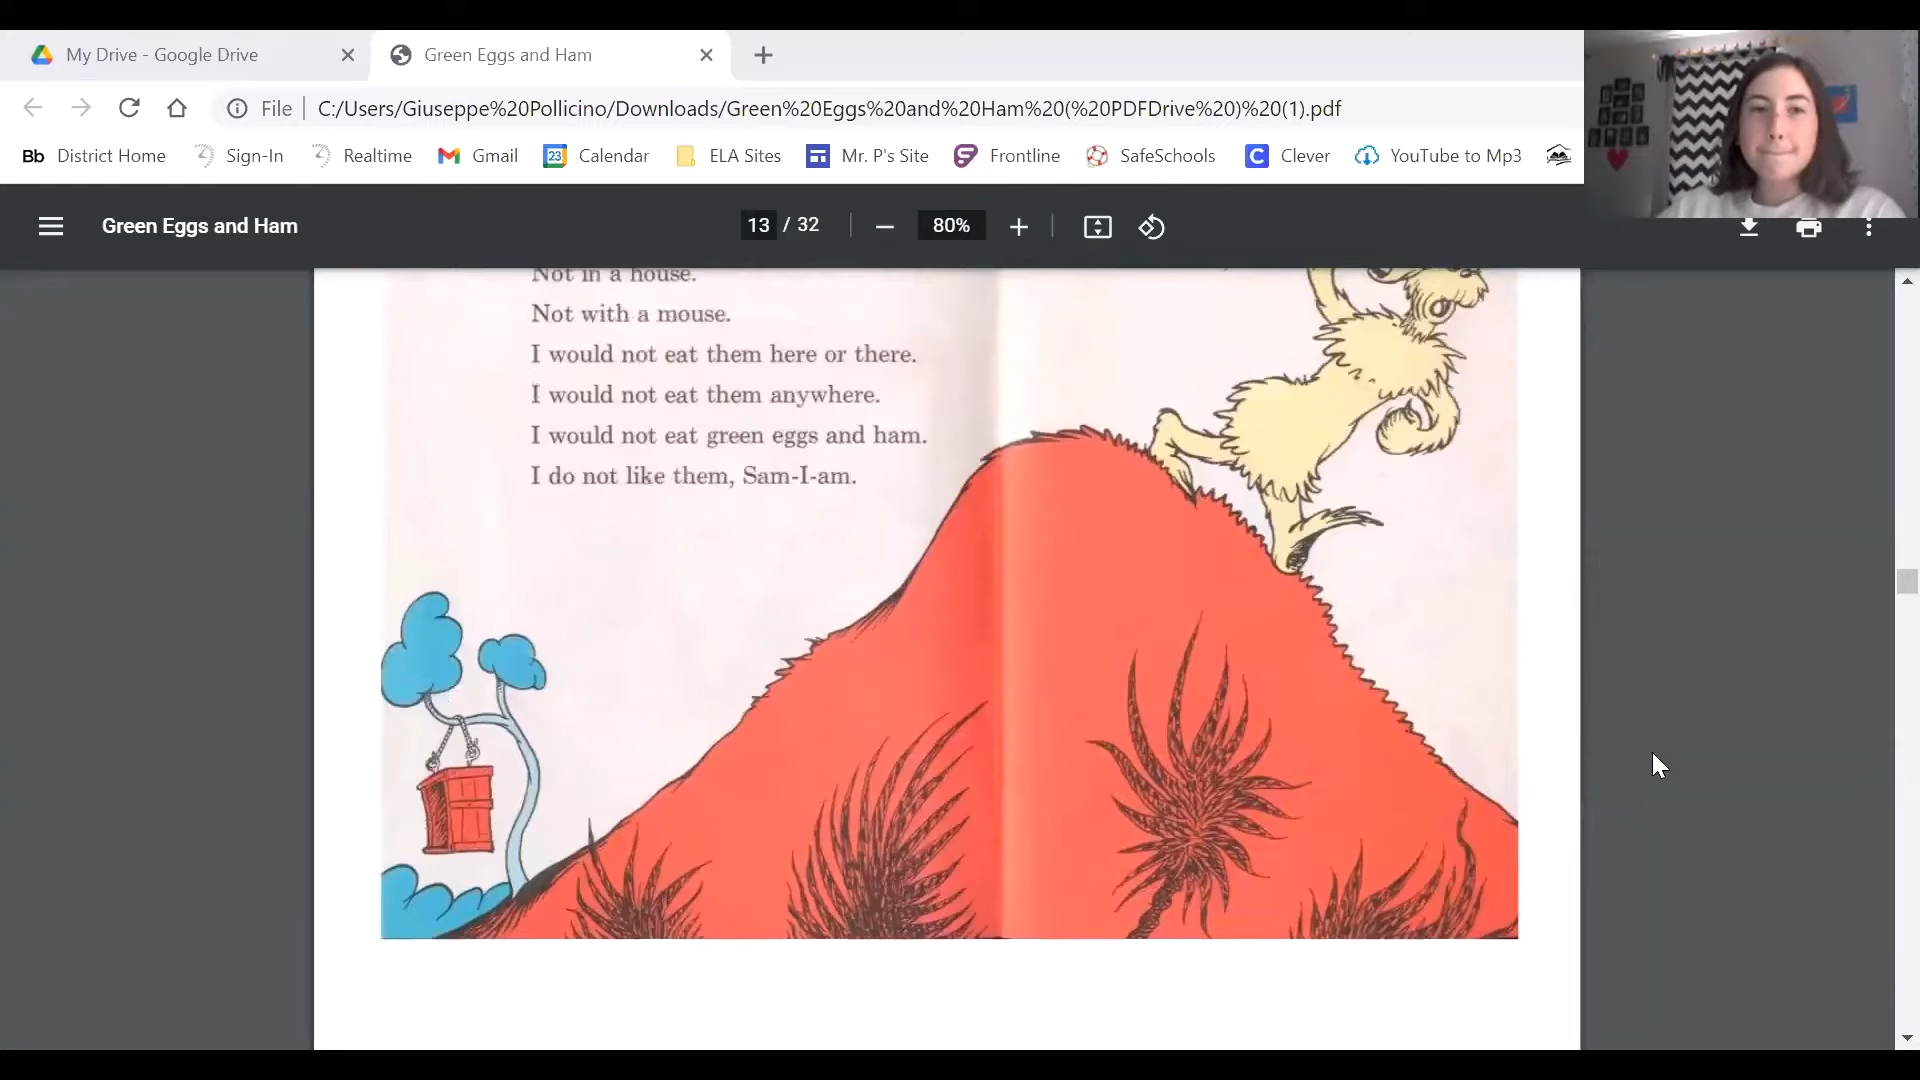 My Drive - Google Drive
Green Eggs and Ham
File
C:/Users/Giuseppe%20Pollicino/Downloads/Green%20Eggs%20and%20Ham%20(%20PDFDrive%20)%20(1).pdf
Bb District Home Sign-In Realtime Gmail 23 Calendar ELA Sites Mr. P's Site Frontline SafeSchools C Clever YouTube to Mp3
Green Eggs and Ham 13 / 32 80%
Not in a house.
Not with a mouse.
I would not eat them here or there.
I would not eat them anywhere.
I would not eat green eggs and ham.
I do not like them, Sam-I-am.